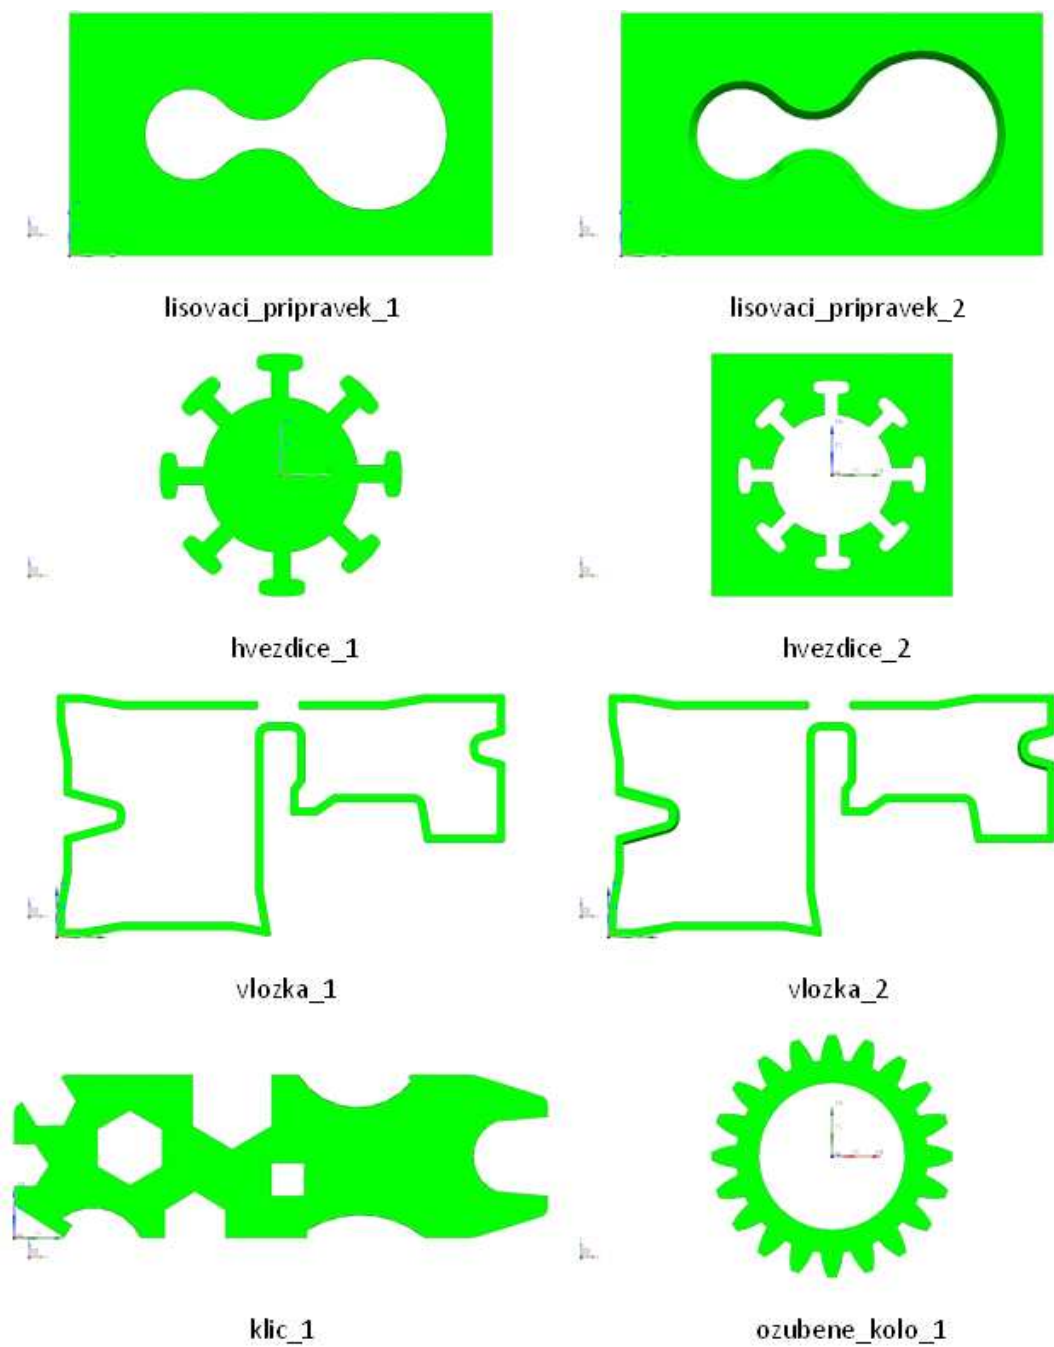 lisovaci_pripravek_1
lisovaci_pripravek_2
hvezdice_1
hvezdice_2
vlozka_1
vlozka_2
klic_1
ozubene_kolo_1